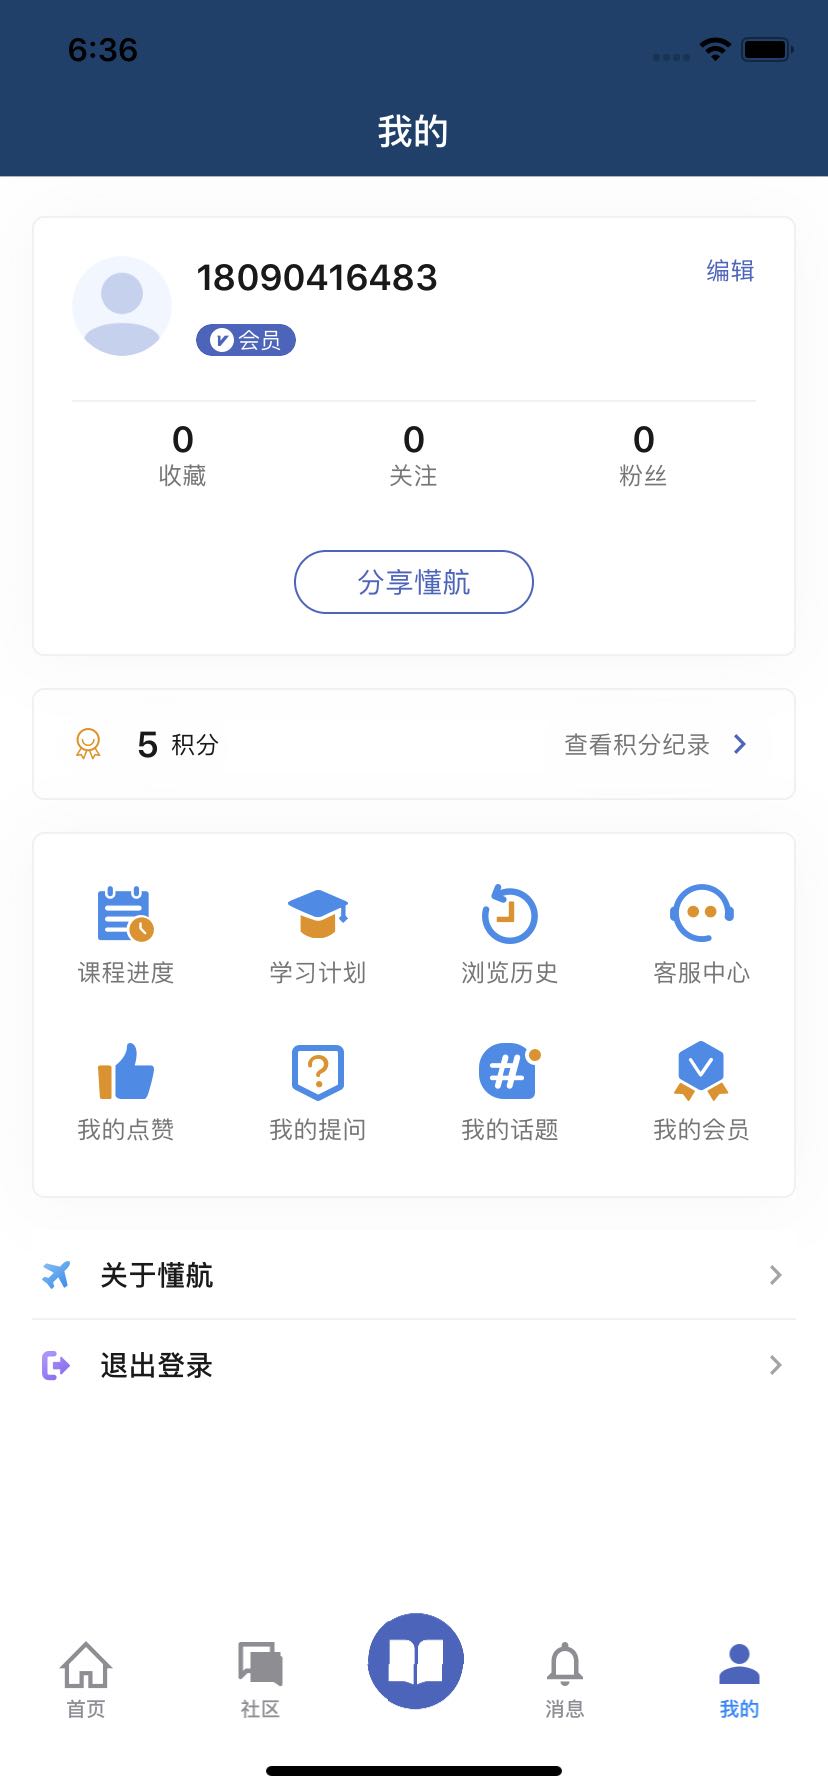 6:36
我的
18090416483
编辑
会员
0
0
0
收藏
关注
粉丝
分享懂航
5 积分
查看积分纪录
课程进度
学习计划
浏览历史
客服中心
我的点赞
我的提问
我的话题
我的会员
关于懂航
退出登录
首页
社区
消息
我的